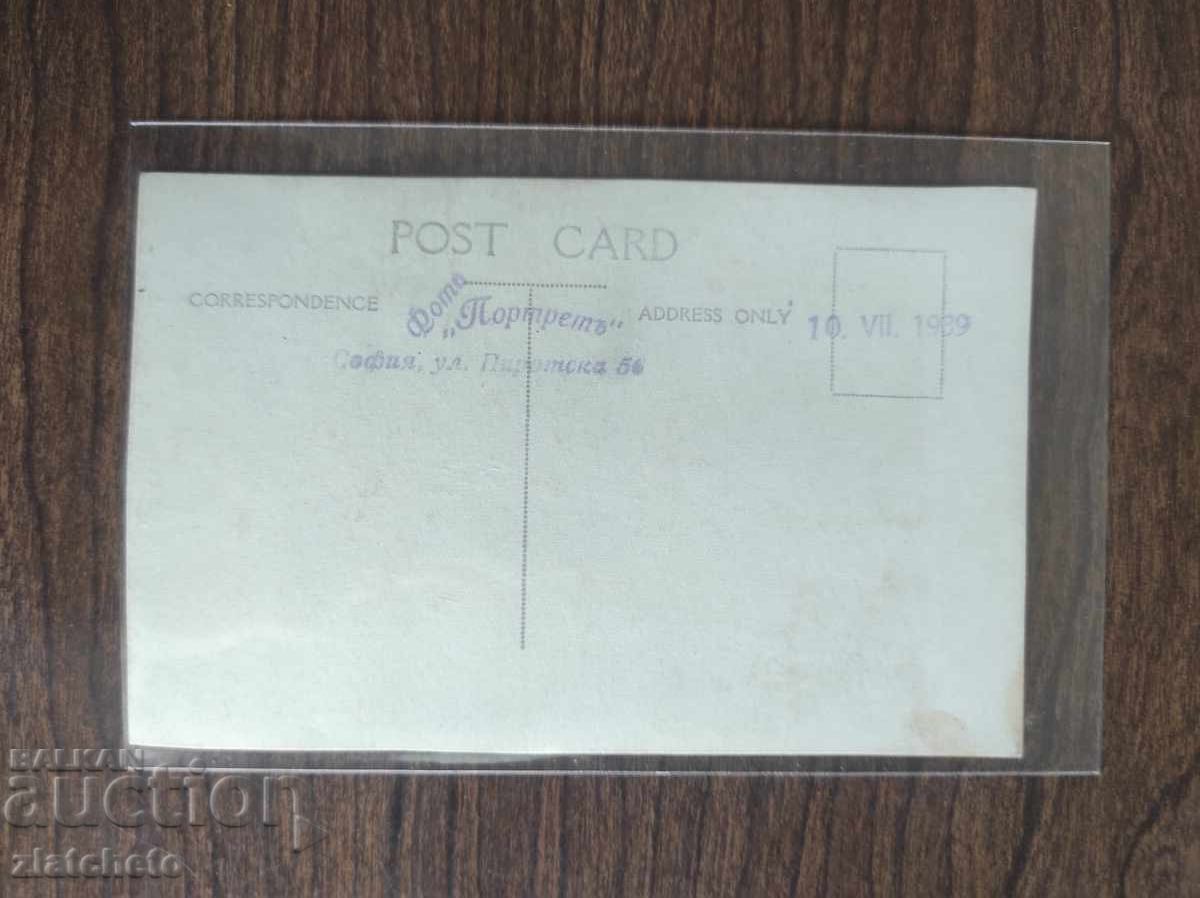 POST CARD
CORRESPONDENCE
ADDRESS ONLY
Фото
„Портретъ"
София, ул. Пиротска 56
10. VII. 1939
BALKAN
auction
zlatcheto